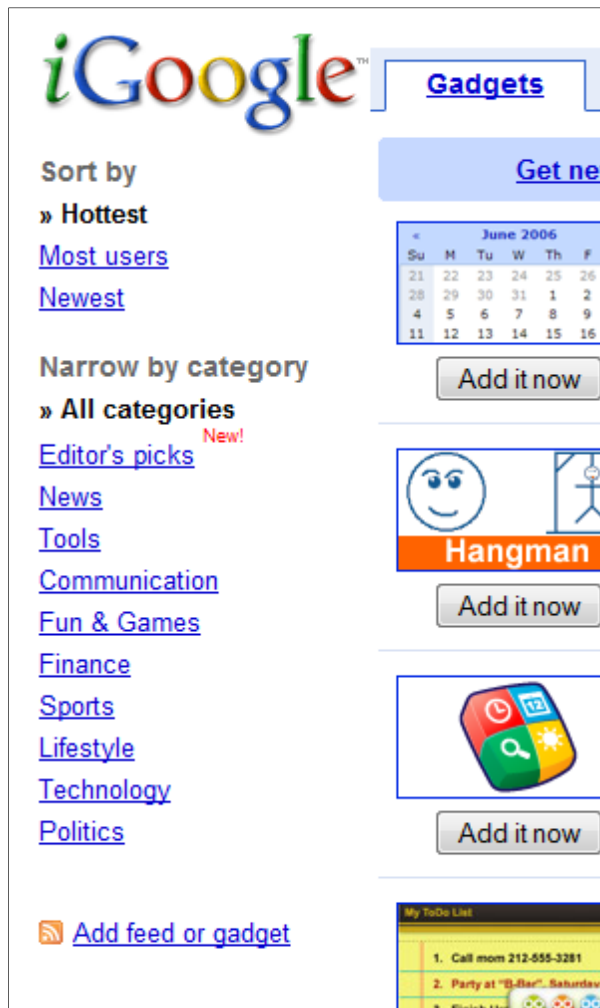 iGoogle™
Gadgets
Sort by
» Hottest
Most users
Newest
Narrow by category
» All categories
New!
Editor's picks
News
Tools
Communication
Fun & Games
Finance
Sports
Lifestyle
Technology
Politics
Add feed or gadget
Get
« June 2006
Su M Tu W Th F
21 22 23 24 25 26
28 29 30 31 1 2
4 5 6 7 8 9
11 12 13 14 15 16
Add it now
Hangman
Add it now
12
Add it now
My ToDo List
1. Call mom 212-555-3281
2. Party at "B-Bar", Saturday